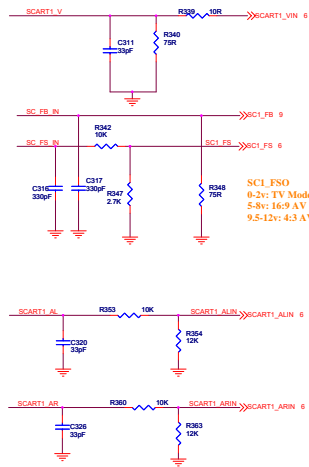 SCART1_V
R339
10R
SCART1_VIN 6
C311
33pF
R340
75R
SC_FB_IN
SC1_FB 9
R342
10K
SC_FS_IN
SC1_FS
SC1_FS 6
C316
330pF
C317
330pF
R347
2.7K
R348
75R
SC1_FSO
0-2v: TV Mode
5-8v: 16:9 AV
9.5-12v: 4:3 A
SCART1_AL
R353
10K
SCART1_ALIN
SCART1_ALIN 6
C320
33pF
R354
12K
SCART1_AR
R360
10K
SCART1_ARIN
SCART1_ARIN 6
C326
33pF
R363
12K